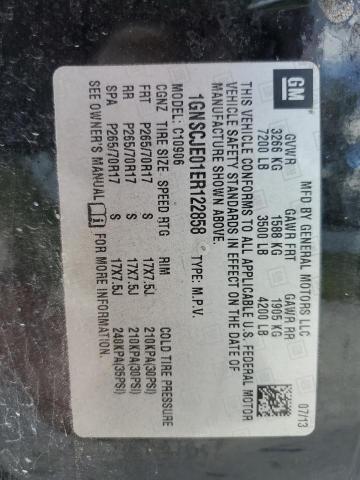 GM
MFD BY GENERAL MOTORS LLC 07/13
GVWR GAWR FRT GAWR RR
3266 KG 1588 KG 1905 KG
7200 LB 3500 LB 4200 LB
THIS VEHICLE CONFORMS TO ALL APPLICABLE U.S. FEDERAL MOTOR
VEHICLE SAFETY STANDARDS IN EFFECT ON THE DATE OF
MANUFACTURE SHOWN ABOVE.
1GNSCJE01ER122858 TYPE: M.P.V.
MODEL: C10906
CGNZ TIRE SIZE SPEED RTG RIM COLD TIRE PRESSURE
FRT P265/70R17 S 17X7.5J 210KPA(30PSI)
RR P265/70R17 S 17X7.5J 210KPA(30PSI)
SPA P265/70R17 S 17X7.5J 240KPA(35PSI)
SEE OWNER'S MANUAL FOR MORE INFORMATION.